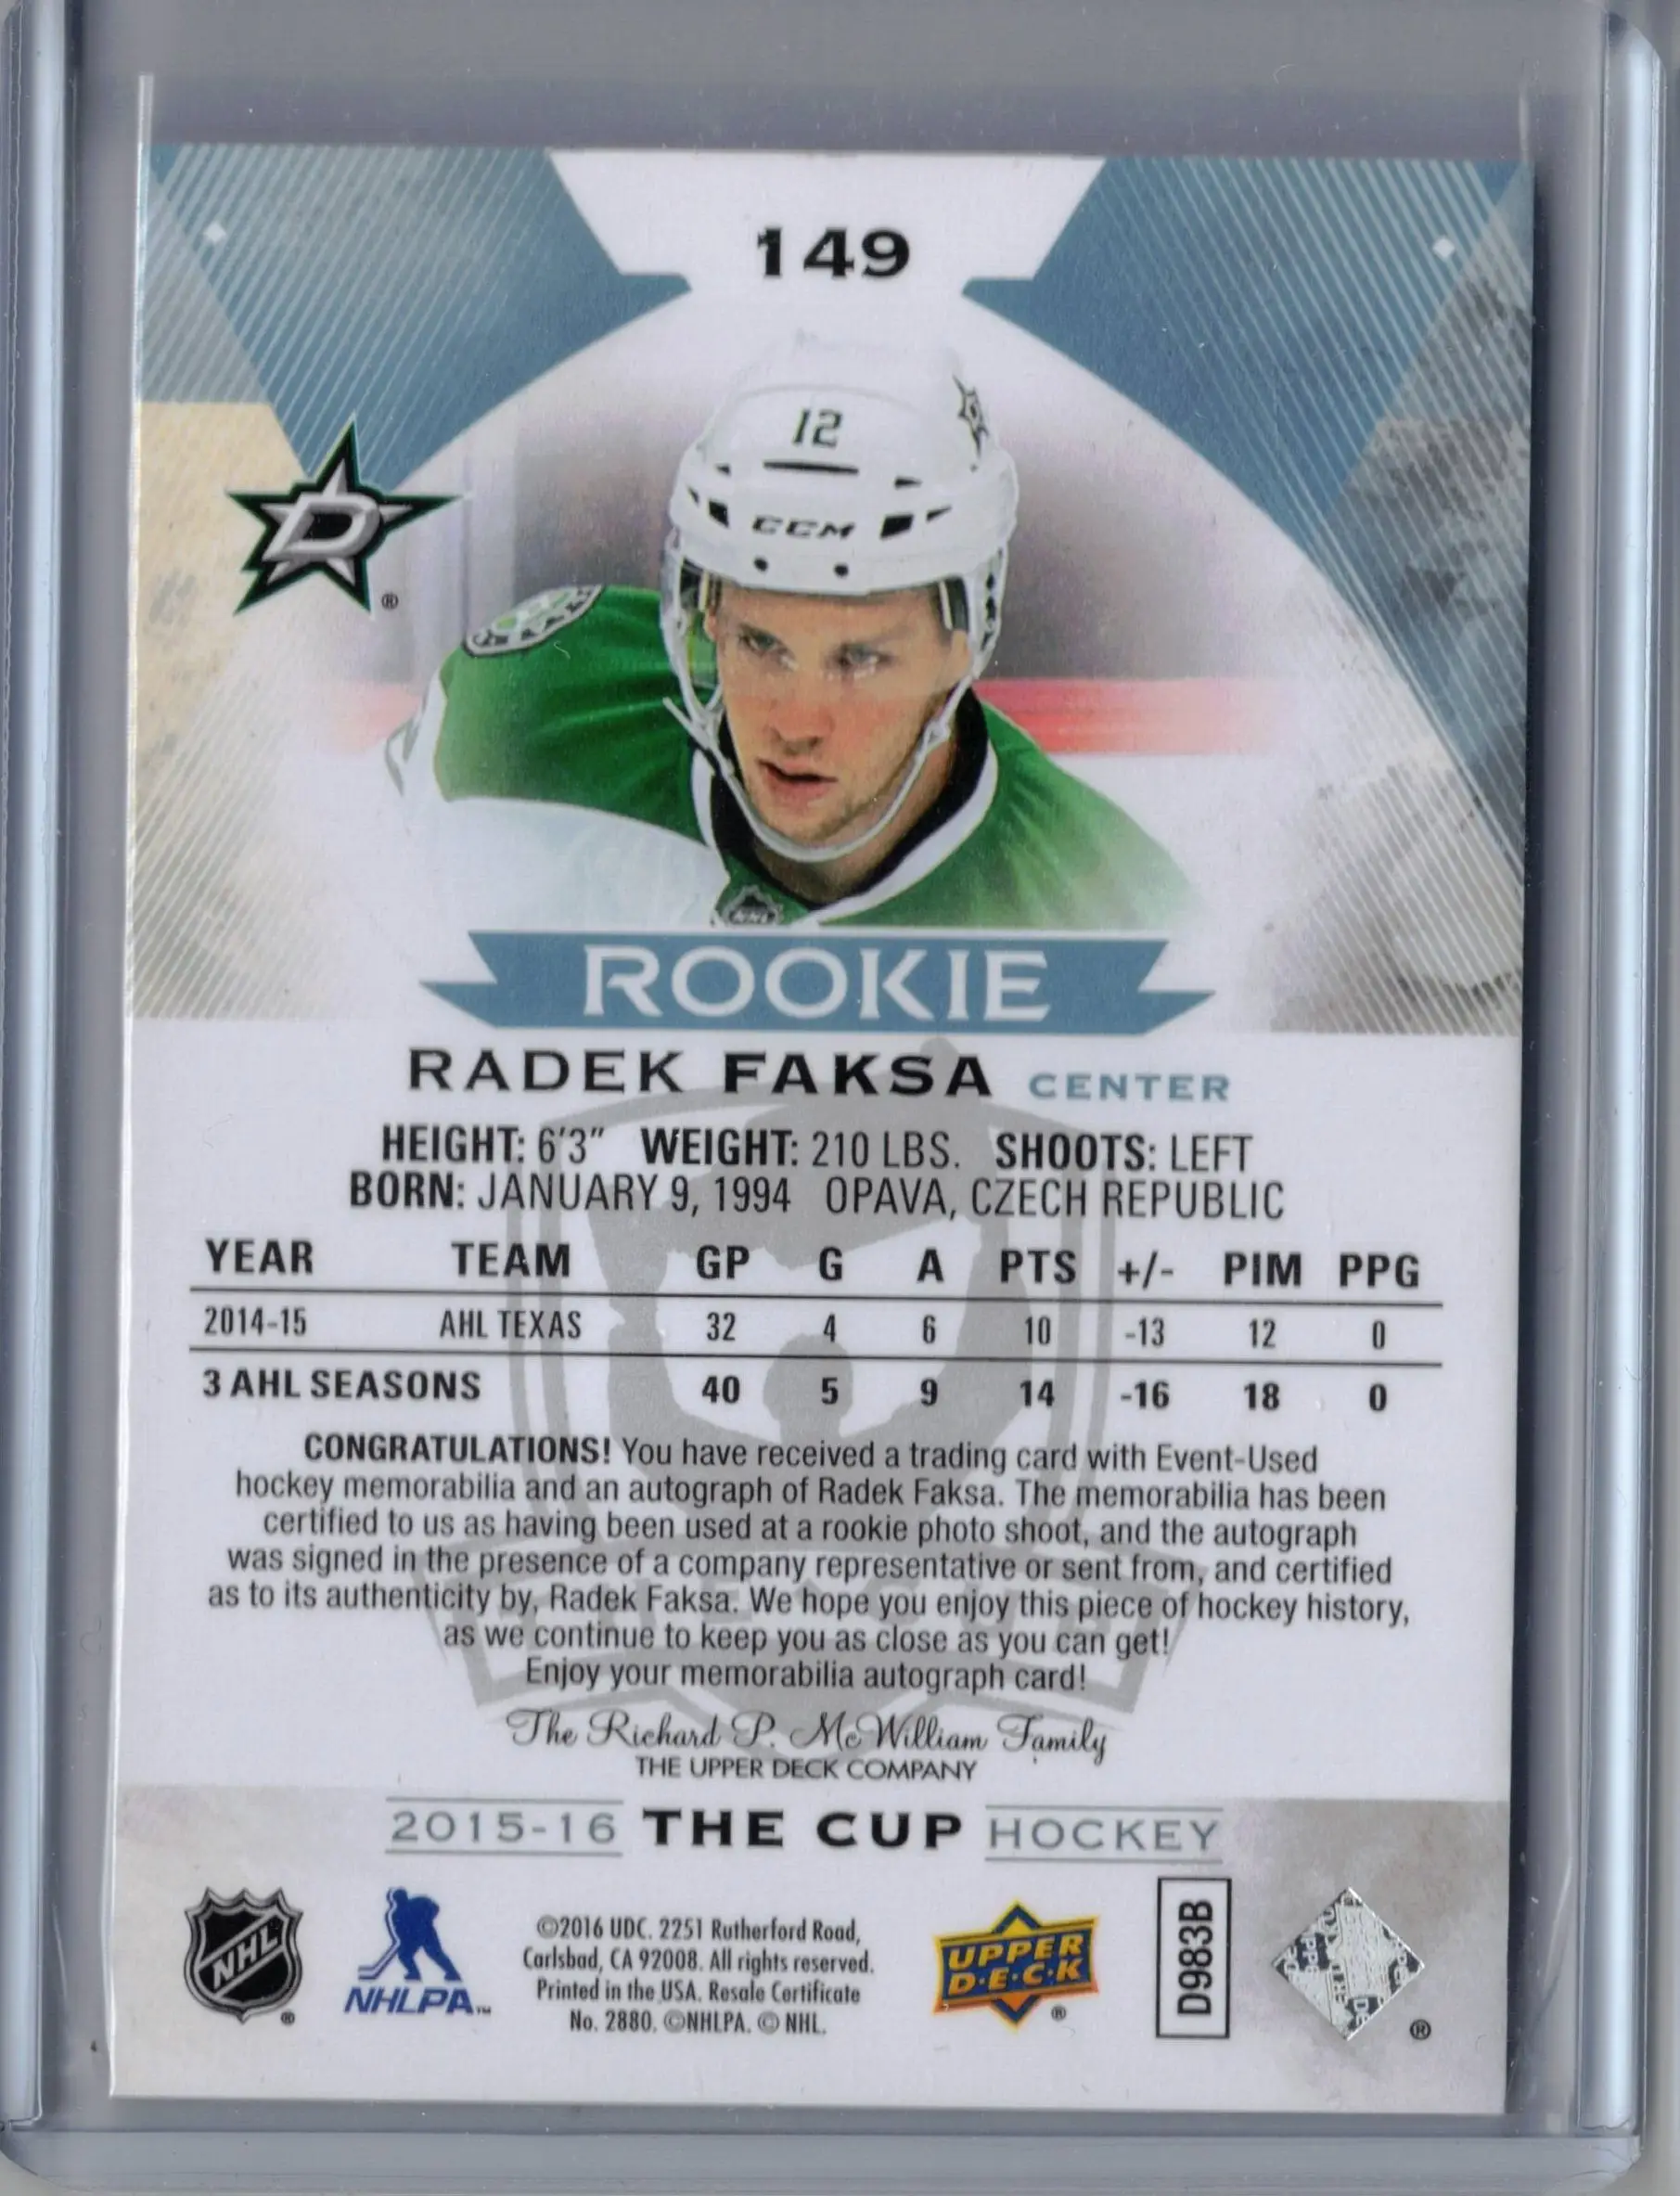 149
12
CCM
D
®
NHL
ROOKIE
RADEK FAKSA CENTER
HEIGHT: 6'3" WEIGHT: 210 LBS. SHOOTS: LEFT
BORN: JANUARY 9, 1994 OPAVA, CZECH REPUBLIC
YEAR TEAM GP G A PTS +/- PIM PPG
2014-15 AHL TEXAS 32 4 6 10 -13 12 0
3 AHL SEASONS 40 5 9 14 -16 18 0
CONGRATULATIONS! You have received a trading card with Event-Used
hockey memorabilia and an autograph of Radek Faksa. The memorabilia has been
certified to us as having been used at a rookie photo shoot, and the autograph
was signed in the presence of a company representative or sent from, and certified
as to its authenticity by, Radek Faksa. We hope you enjoy this piece of hockey history,
as we continue to keep you as close as you can get!
Enjoy your memorabilia autograph card!
The Richard P. McWilliam Family
THE UPPER DECK COMPANY
2015-16 THE CUP HOCKEY
NHL ®
NHLPA™
©2016 UDC. 2251 Rutherford Road,
Carlsbad, CA 92008. All rights reserved.
Printed in the USA. Resale Certificate
No. 2880. ©NHLPA. © NHL.
UPPER
D·E·C·K ®
D983B
®